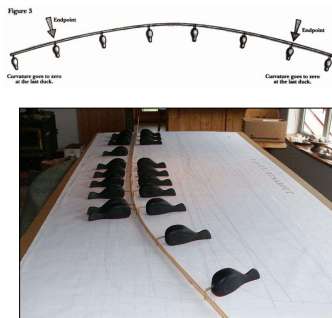 Figure 3
Endpoint
Endpoint
Curvature goes to zero
at the last duck.
Curvature goes to zero
at the last duck.